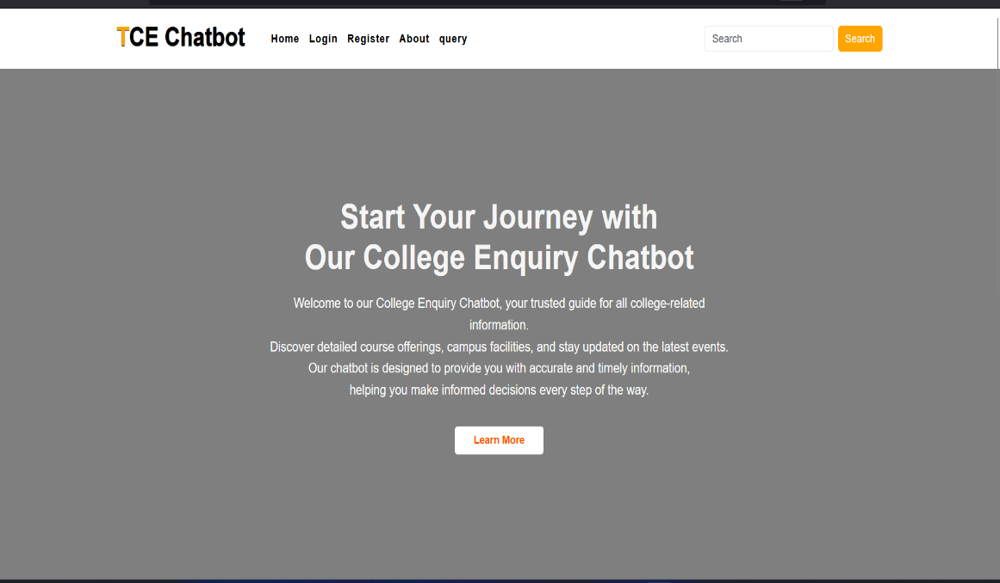 TCE Chatbot Home Login Register About query Search Search
Start Your Journey with
Our College Enquiry Chatbot
Welcome to our College Enquiry Chatbot, your trusted guide for all college-related
information.
Discover detailed course offerings, campus facilities, and stay updated on the latest events.
Our chatbot is designed to provide you with accurate and timely information,
helping you make informed decisions every step of the way.
Learn More